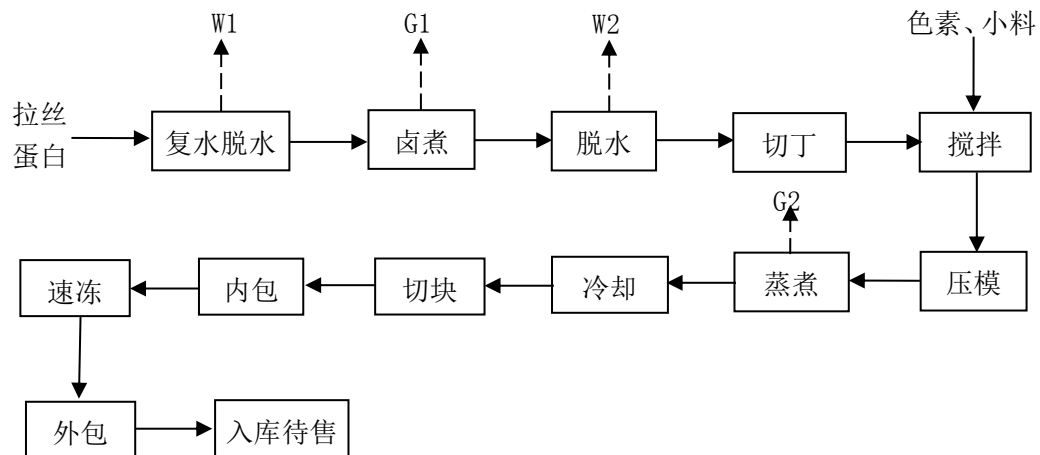 W1
G1
W2
色素、小料
拉丝
蛋白
复水脱水
卤煮
脱水
切丁
搅拌
G2
速冻
内包
切块
冷却
蒸煮
压模
外包
入库待售